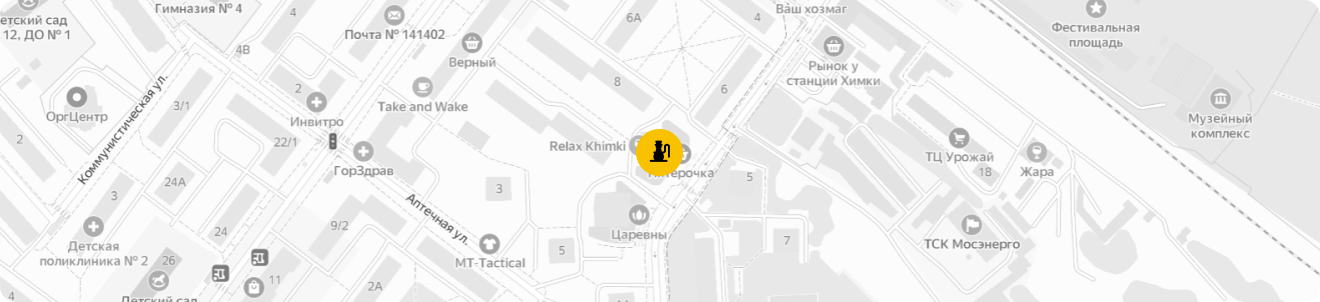 Гимназия № 4
етский сад
12, ДО № 1
4
4В
Почта № 141402
Верный
6А
4
Ваш хозмаг
Рынок у
станции Химки
Фестивальная
площадь
Музейный
комплекс
ОргЦентр
2
Коммунистическая ул.
3/1
2
Инвитро
22/1
ГорЗдрав
Take and Wake
8
6
Relax Khimki
ТЦ Урожай
18
Жара
ТСК Мосэнерго
24А
3
Детская
поликлиника № 2
24
26
4
Детский сад
11
9/2
2А
Аптечная ул.
MT-Tactical
3
5
Царевны
5
7